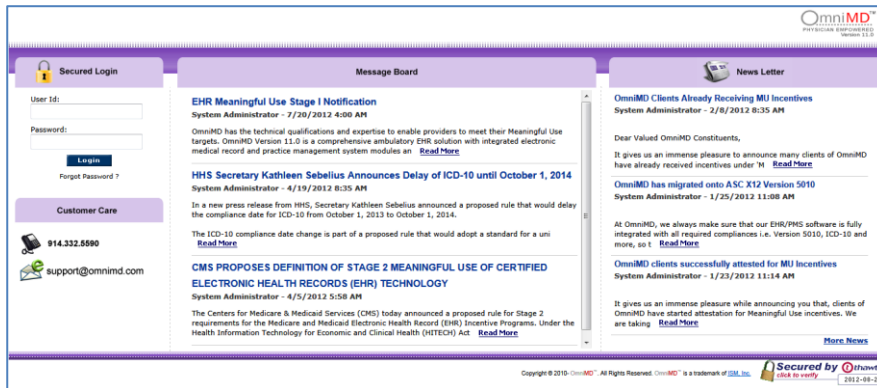 OmniMD™
PHYSICIAN EMPOWERED
Version 11.0
Secured Login
User Id:
Password:
Login
Forgot Password ?
Customer Care
914.332.5590
support@omnimd.com
Message Board
EHR Meaningful Use Stage I Notification
System Administrator - 7/20/2012 4:00 AM
OmniMD has the technical qualifications and expertise to enable providers to meet their Meaningful Use
targets. OmniMD Version 11.0 is a comprehensive ambulatory EHR solution with integrated electronic
medical record and practice management system modules an Read More
HHS Secretary Kathleen Sebelius Announces Delay of ICD-10 until October 1, 2014
System Administrator - 4/19/2012 8:35 AM
In a new press release from HHS, Secretary Kathleen Sebelius announced a proposed rule that would delay
the compliance date for ICD-10 from October 1, 2013 to October 1, 2014.
The ICD-10 compliance date change is part of a proposed rule that would adopt a standard for a uni
Read More
CMS PROPOSES DEFINITION OF STAGE 2 MEANINGFUL USE OF CERTIFIED
ELECTRONIC HEALTH RECORDS (EHR) TECHNOLOGY
System Administrator - 4/5/2012 5:58 AM
The Centers for Medicare & Medicaid Services (CMS) today announced a proposed rule for Stage 2
requirements for the Medicare and Medicaid Electronic Health Record (EHR) Incentive Programs. Under the
Health Information Technology for Economic and Clinical Health (HITECH) Act Read More
News Letter
OmniMD Clients Already Receiving MU Incentives
System Administrator - 2/8/2012 8:35 AM
Dear Valued OmniMD Constituents,
It gives us an immense pleasure to announce many clients of OmniMD
have already received incentives under 'M Read More
OmniMD has migrated onto ASC X12 Version 5010
System Administrator - 1/25/2012 11:08 AM
At OmniMD, we always make sure that our EHR/PMS software is fully
integrated with all required compliances i.e. Version 5010, ICD-10 and
more, so t Read More
OmniMD clients successfully attested for MU Incentives
System Administrator - 1/23/2012 11:14 AM
It gives us an immense pleasure while announcing you that, clients of
OmniMD have started attestation for Meaningful Use incentives. We
are taking Read More
More News
Copyright © 2010- OmniMD™. All Rights Reserved. OmniMD™ is a trademark of ISM, Inc.
Secured by thawt
click to verify
2012-08-2